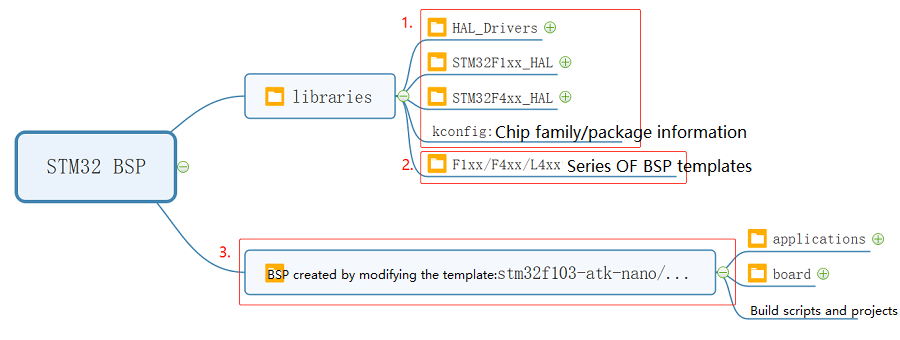 1.
HAL_Drivers
STM32F1xx_HAL
libraries
STM32F4xx_HAL
kconfig: Chip family/package information
STM32 BSP
2.
F1xx/F4xx/L4xx Series OF BSP templates
3.
applications
BSP created by modifying the template:stm32f103-atk-nano/...
board
Build scripts and projects